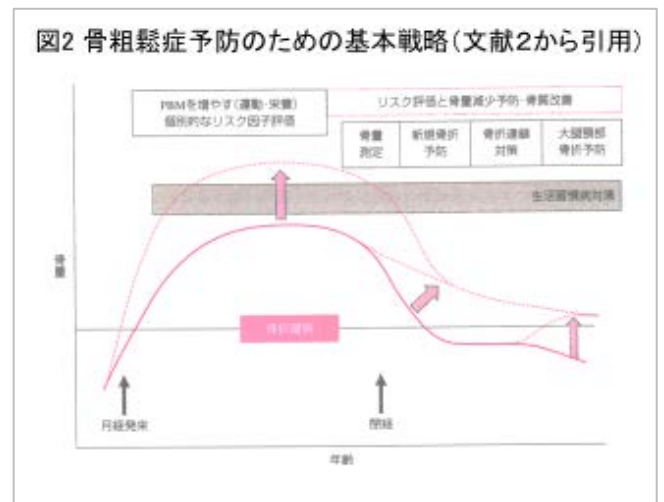 図2 骨粗鬆症予防のための基本戦略(文献2から引用)
PBMを増やす(運動・栄養)
個別的なリスク因子評価
リスク評価と骨量減少予防・骨質改善
骨量
測定
新規骨折
予防
骨折連鎖
対策
大腿頸部
骨折予防
生活習慣病対策
骨量
月経発来
閉経
年齢